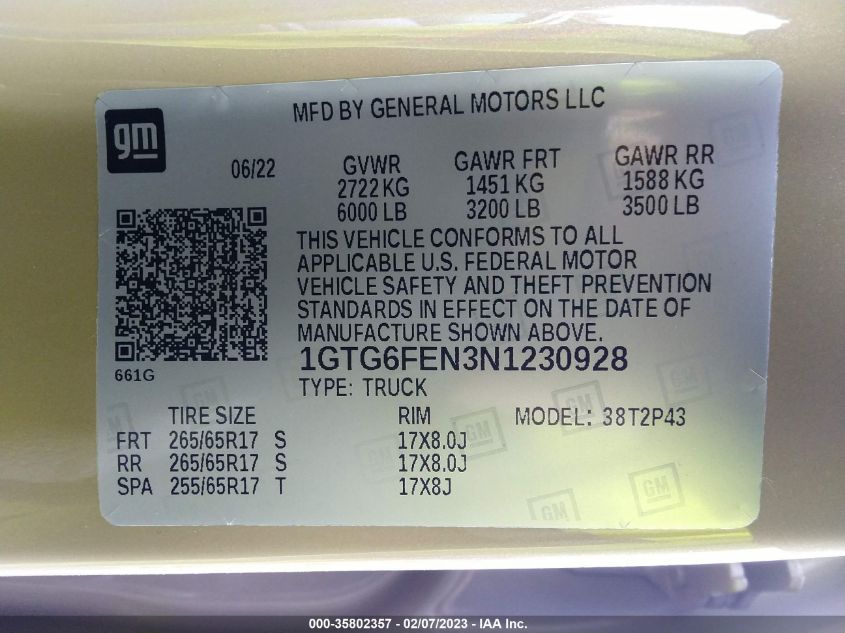 gm
MFD BY GENERAL MOTORS LLC
06/22 GVWR GAWR FRT GAWR RR
2722 KG 1451 KG 1588 KG
6000 LB 3200 LB 3500 LB
THIS VEHICLE CONFORMS TO ALL
APPLICABLE U.S. FEDERAL MOTOR
VEHICLE SAFETY AND THEFT PREVENTION
STANDARDS IN EFFECT ON THE DATE OF
MANUFACTURE SHOWN ABOVE.
661G
1GTG6FEN3N1230928
TYPE: TRUCK
TIRE SIZE RIM MODEL: 38T2P43
FRT 265/65R17 S 17X8.0J
RR 265/65R17 S 17X8.0J
SPA 255/65R17 T 17X8J
GM
GM
GM
000-35802357 - 02/07/2023 - IAA Inc.